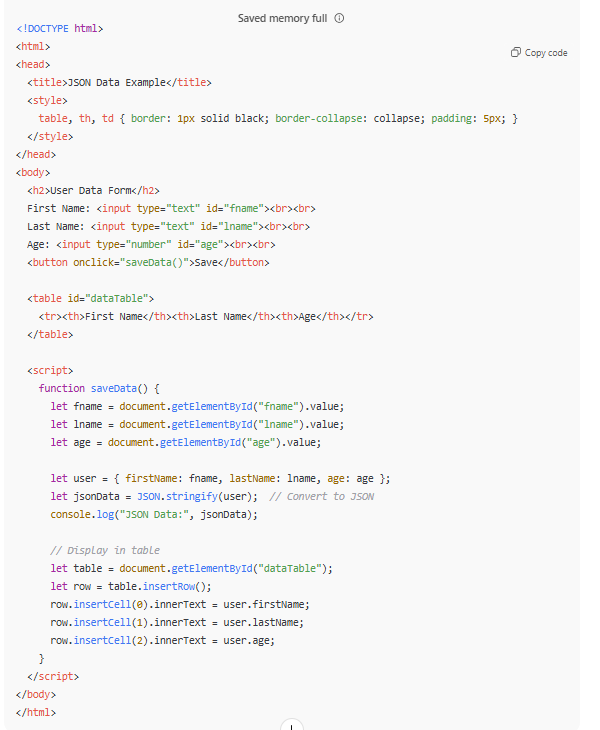 Saved memory full
<!DOCTYPE html>
<html>
Copy code
<head>
<title>JSON Data Example</title>
<style>
table, th, td { border: 1px solid black; border-collapse: collapse; padding: 5px; }
</style>
</head>
<body>
<h2>User Data Form</h2>
First Name: <input type="text" id="fname"><br><br>
Last Name: <input type="text" id="lname"><br><br>
Age: <input type="number" id="age"><br><br>
<button onclick="saveData()">Save</button>
<table id="dataTable">
<tr><th>First Name</th><th>Last Name</th><th>Age</th></tr>
</table>
<script>
function saveData() {
let fname = document.getElementById("fname").value;
let lname = document.getElementById("lname").value;
let age = document.getElementById("age").value;
let user = { firstName: fname, lastName: lname, age: age };
let jsonData = JSON.stringify(user);  // Convert to JSON
console.log("JSON Data:", jsonData);
// Display in table
let table = document.getElementById("dataTable");
let row = table.insertRow();
row.insertCell(0).innerText = user.firstName;
row.insertCell(1).innerText = user.lastName;
row.insertCell(2).innerText = user.age;
}
</script>
</body>
</html>